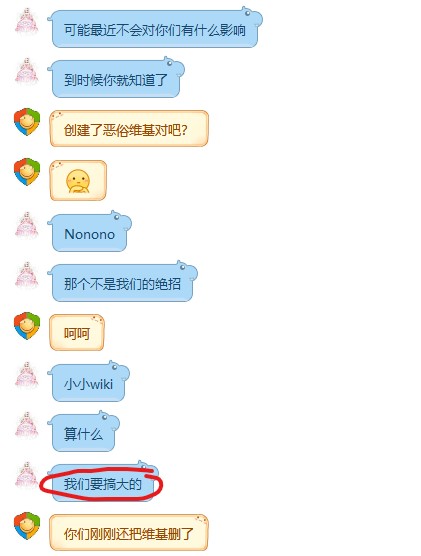 可能最近不会对你们有什么影响
到时候你就知道了
创建了恶俗维基对吧？
Nonono
那个不是我们的绝招
呵呵
小小wiki
算什么
我们要搞大的
你们刚刚还把维基删了